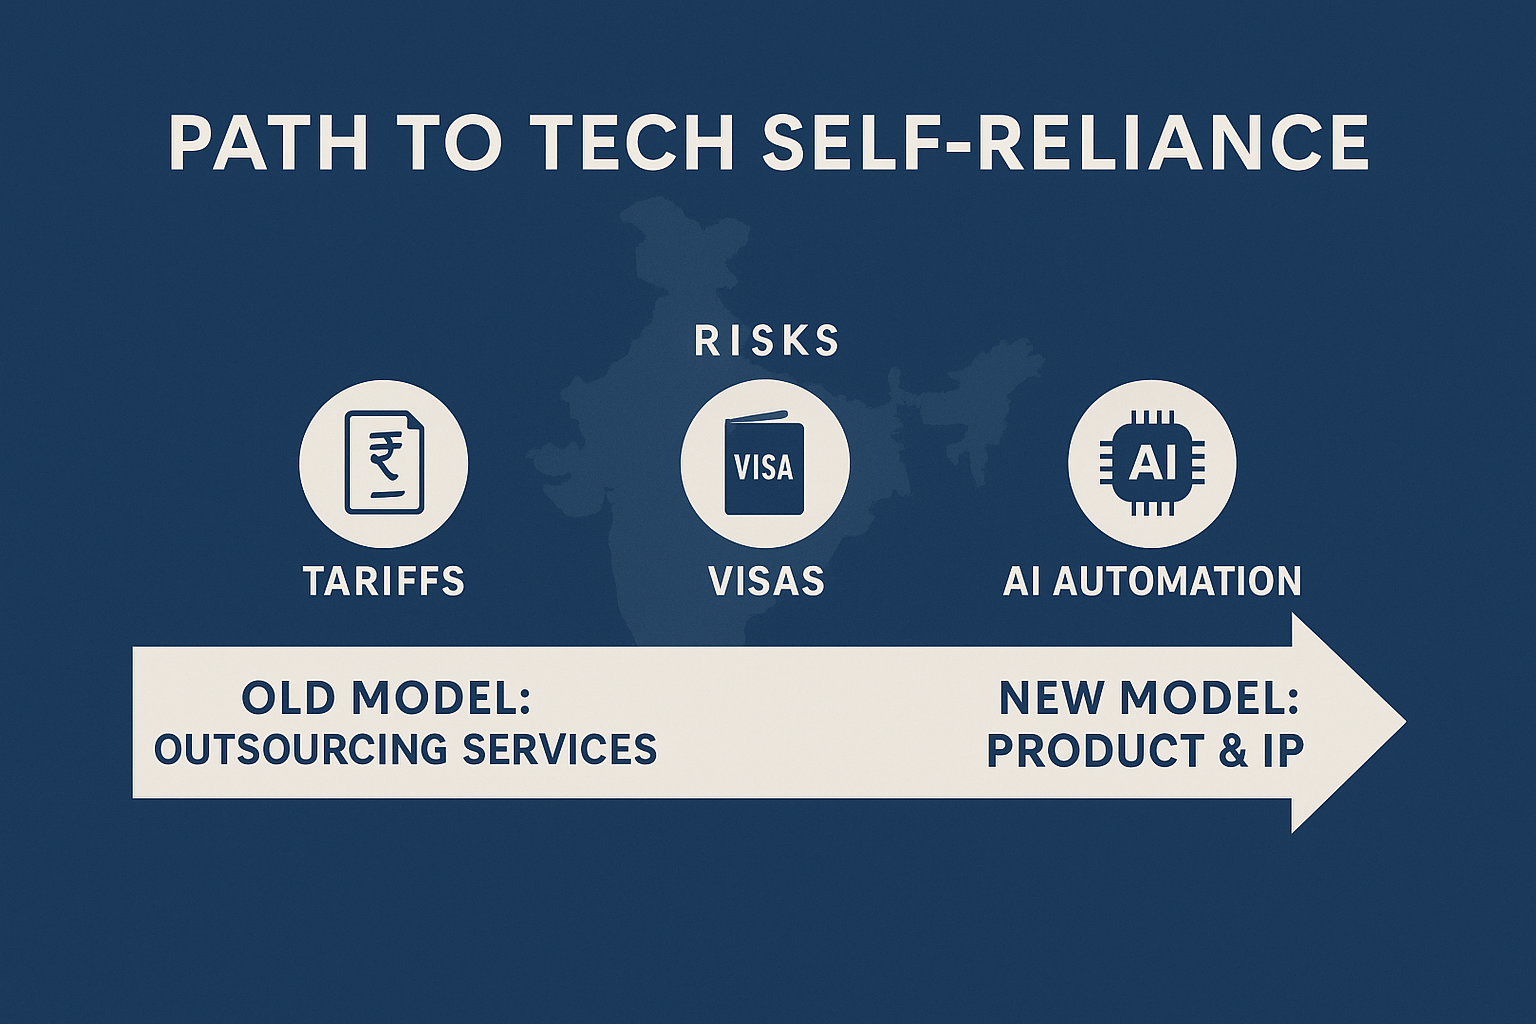 PATH TO TECH SELF-RELIANCE
RISKS
₹
VISA
AI
TARIFFS
VISAS
AI AUTOMATION
OLD MODEL:
OUTSOURCING SERVICES
NEW MODEL:
PRODUCT & IP